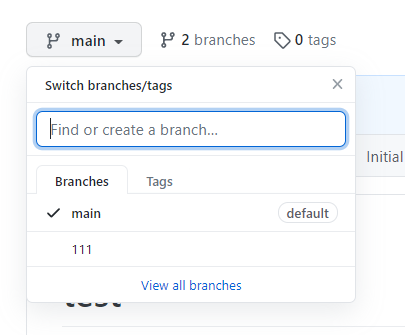 main 2 branches 0 tags
Switch branches/tags
Find or create a branch...
Initial
Branches Tags
main default
111
View all branches
test